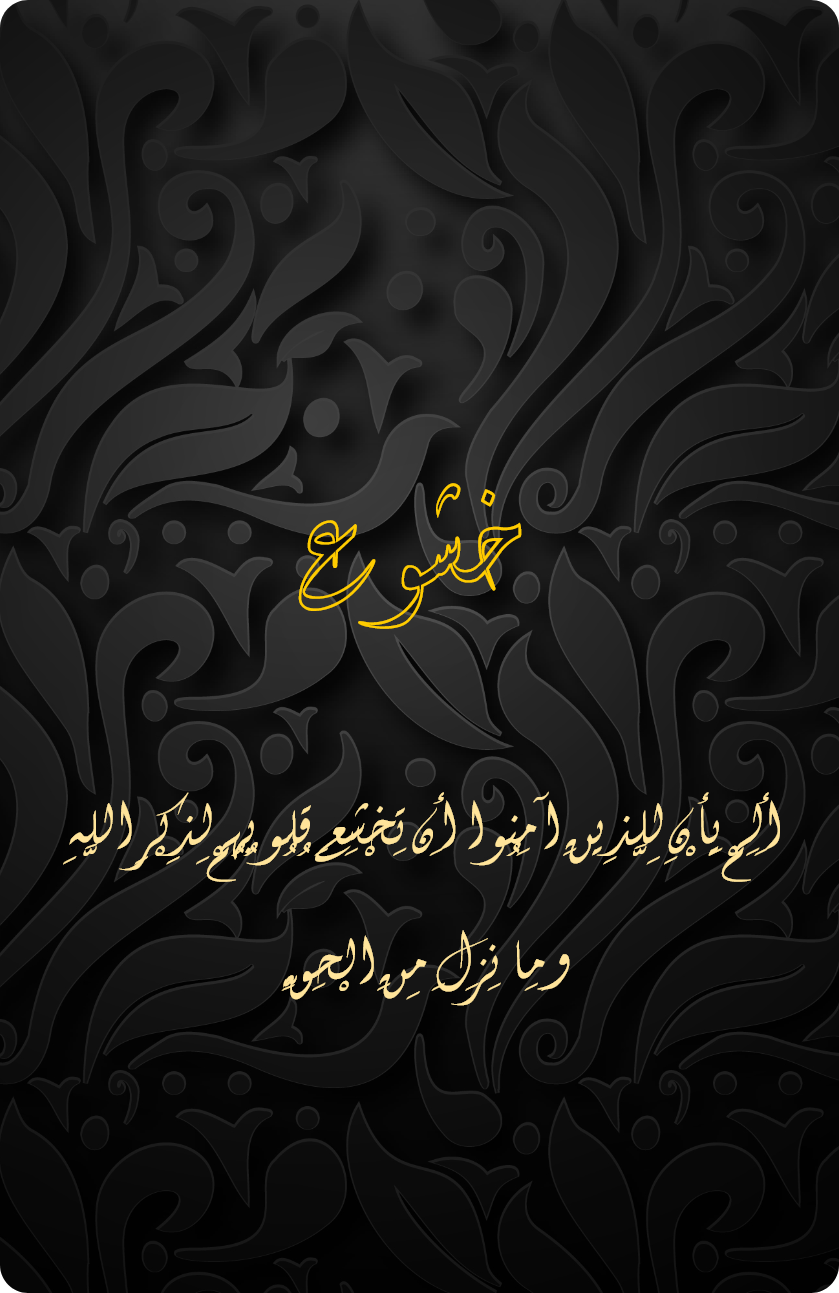 خشوع
ألم يأن للذين آمنوا أن تخشع قلوبهم لذكر الله
وما نزل من الحق